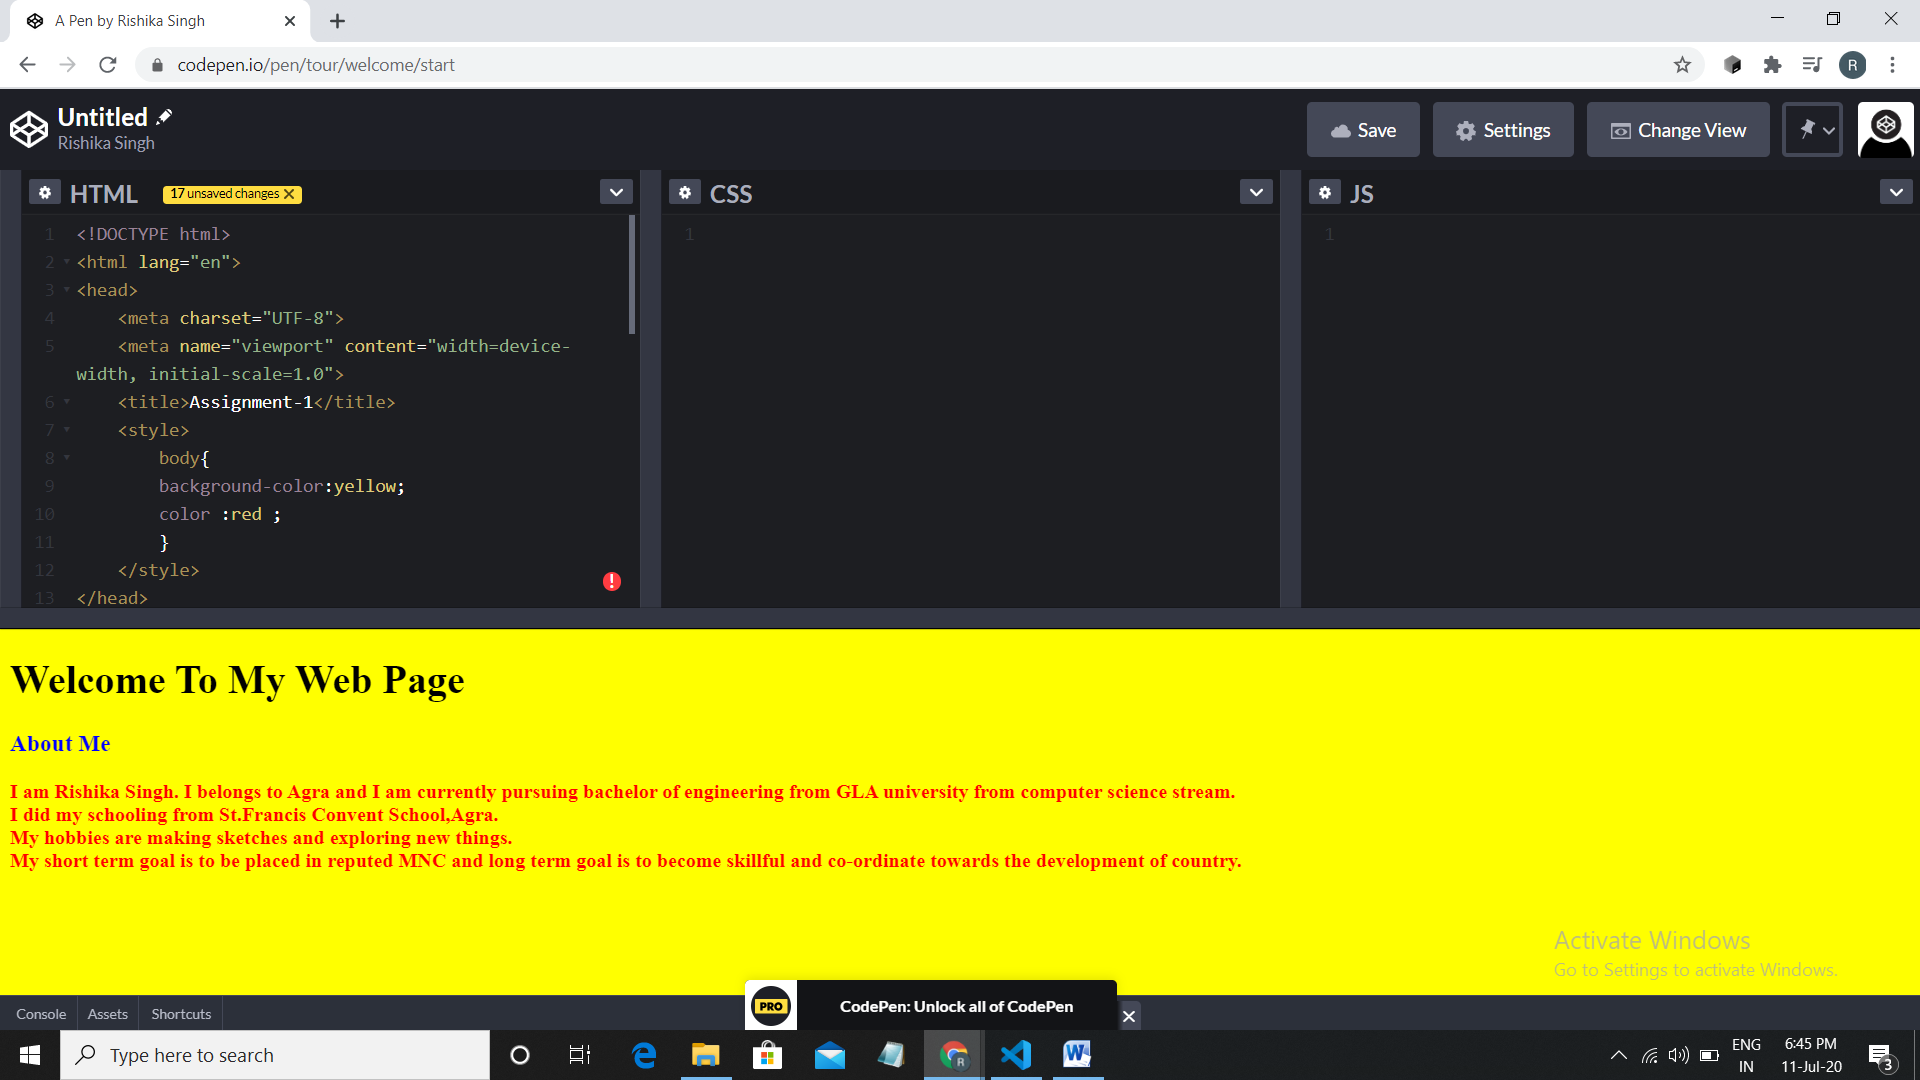 A Pen by Rishika Singh
codepen.io/pen/tour/welcome/start
R
Untitled
Rishika Singh
Save
Settings
Change View
HTML
17 unsaved changes
CSS
JS
1 <!DOCTYPE html>
2 <html lang="en">
3 <head>
4 <meta charset="UTF-8">
5 <meta name="viewport" content="width=device-
width, initial-scale=1.0">
6 <title>Assignment-1</title>
7 <style>
8 body{
9 background-color:yellow;
10 color :red ;
11 }
12 </style>
13 </head>
1
1
Welcome To My Web Page
About Me
I am Rishika Singh. I belongs to Agra and I am currently pursuing bachelor of engineering from GLA university from computer science stream.
I did my schooling from St.Francis Convent School,Agra.
My hobbies are making sketches and exploring new things.
My short term goal is to be placed in reputed MNC and long term goal is to become skillful and co-ordinate towards the development of country.
Activate Windows
Go to Settings to activate Windows.
Console
Assets
Shortcuts
PRO
CodePen: Unlock all of CodePen
Type here to search
R
W
ENG
IN
6:45 PM
11-Jul-20
3